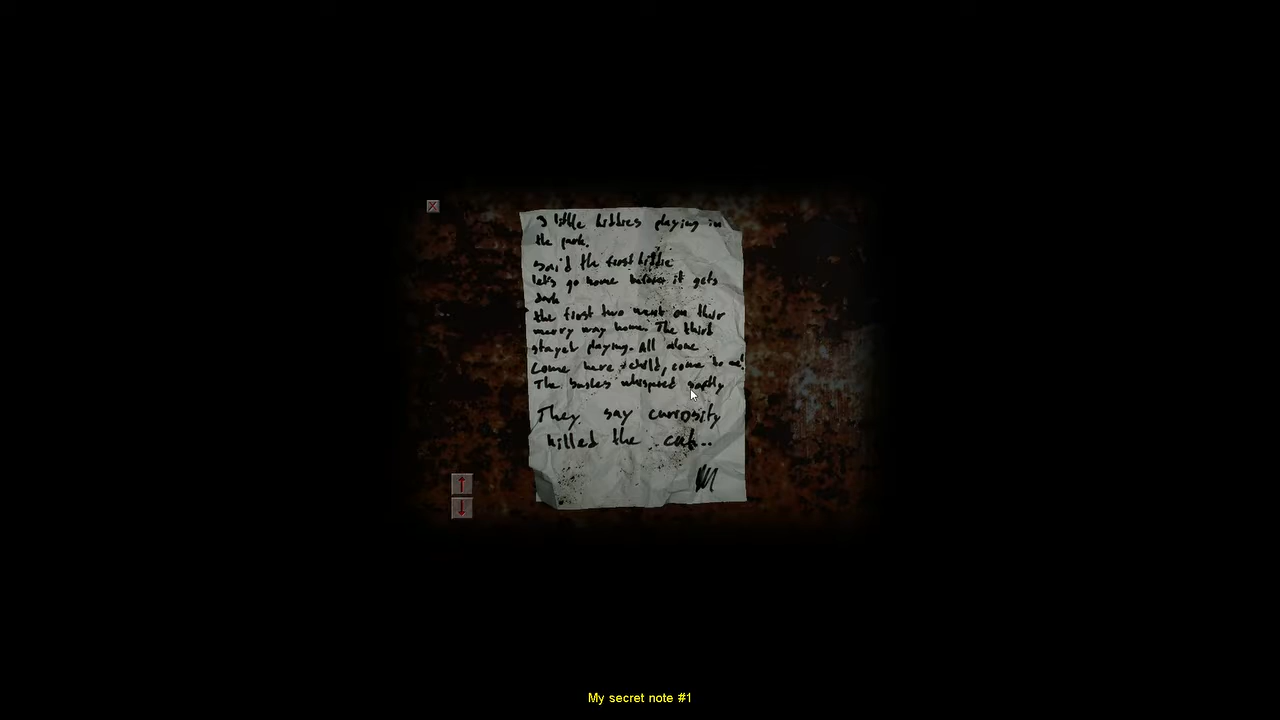 3 little kiddies playing in
the park,
Said the first kiddie
let's go home before it gets
dark
the first two went on their
merry way home. The third
stayed playing. All alone
Come here child, come to me!
The bushes whispered softly
They say curiosity
killed the cat..
My secret note #1